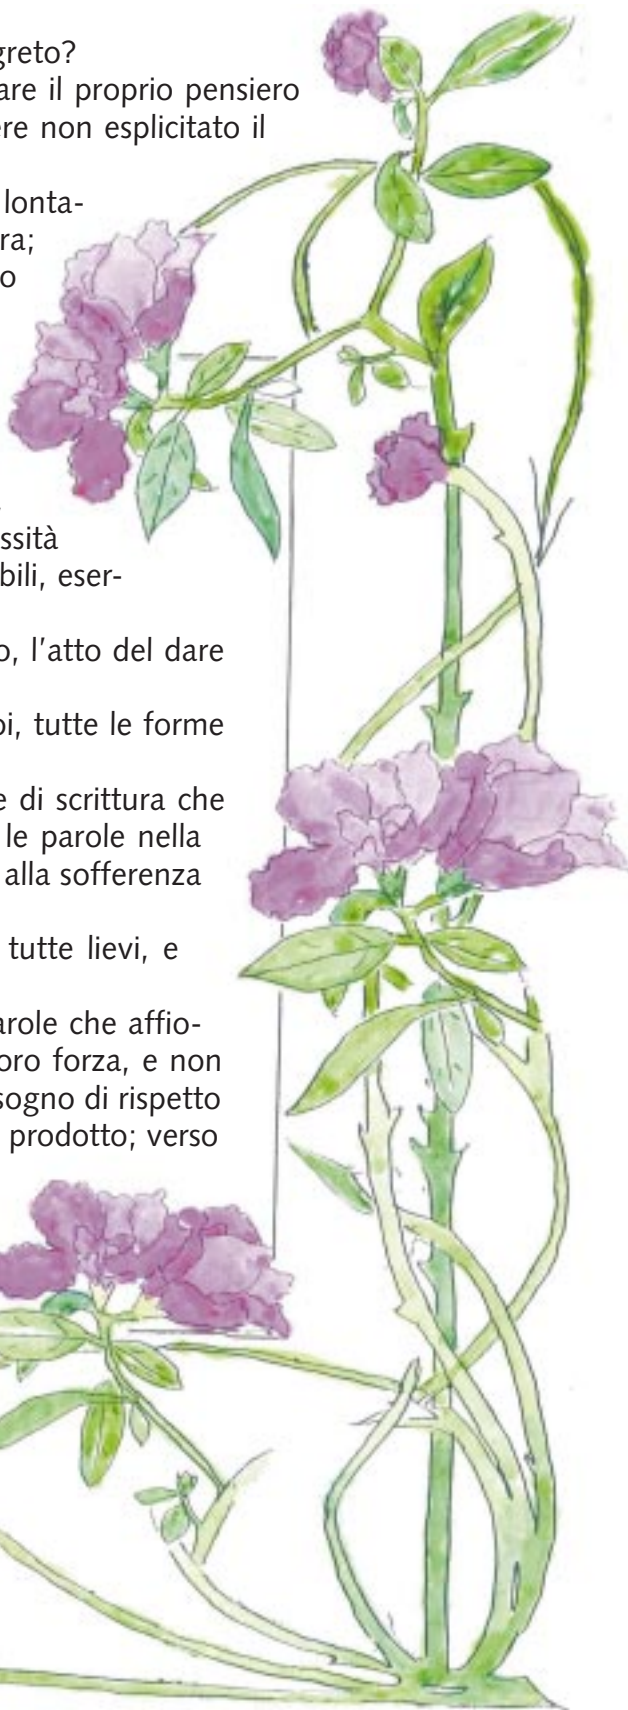 greto?
are il proprio pensiero
ere non esplicitato il
lonta-
ra;
o
ssità
bili, eser-
o, l'atto del dare
oi, tutte le forme
e di scrittura che
le parole nella
alla sofferenza
tutte lievi, e
arole che affio-
oro forza, e non
sogno di rispetto
prodotto; verso